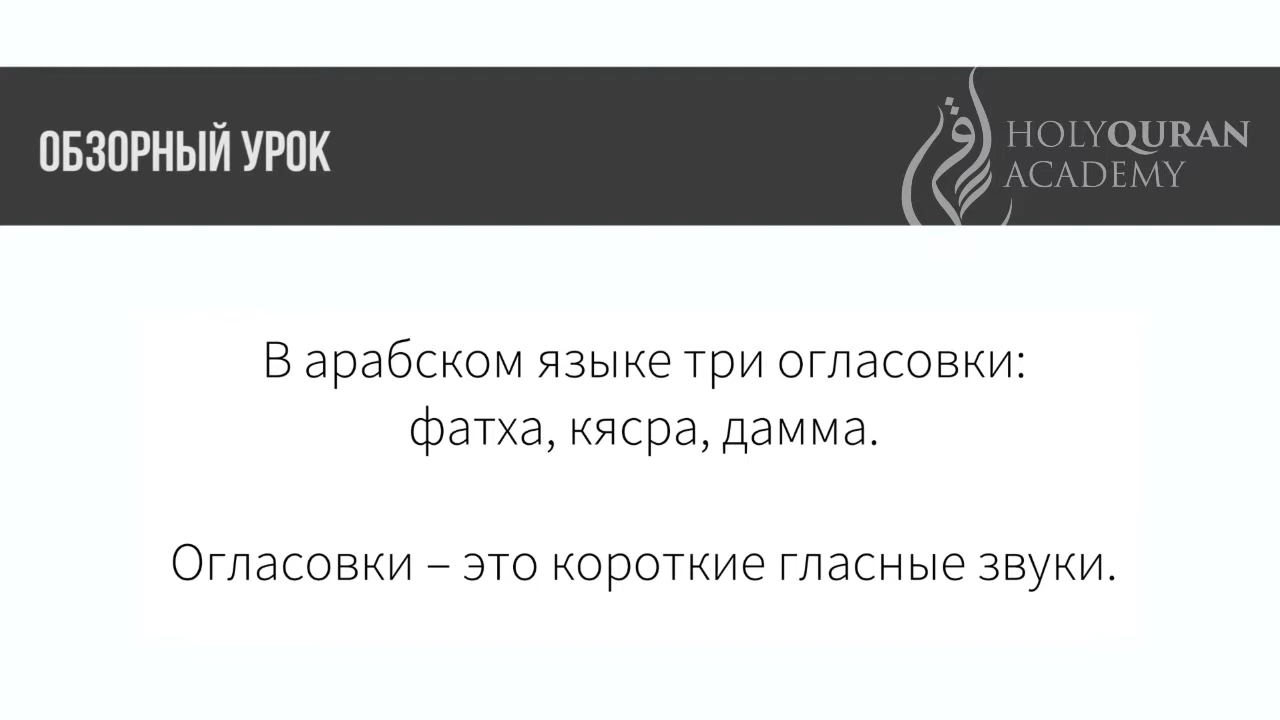 ОБЗОРНЫЙ УРОК
HOLYQURAN
ACADEMY
В арабском языке три огласовки:
фатха, кясра, дамма.
Огласовки – это короткие гласные звуки.